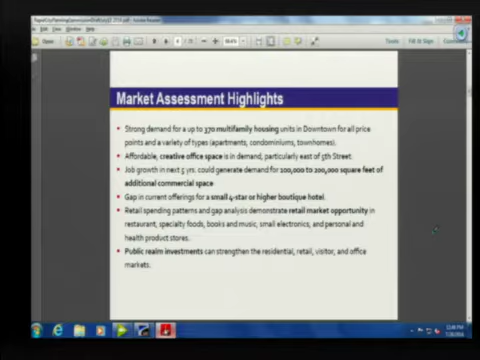 Edit View Window Help
Open
Tools
Fill & Sign
Market Assessment Highlights
• Strong demand for a up to 370 multifamily housing units in Downtown for all price
points and a variety of types (apartments, condominiums, townhomes).
• Affordable, creative office space is in demand, particularly east of 5th Street.
• Job growth in next 5 yrs. could generate demand for 100,000 to 200,000 square feet of
additional commercial space
• Gap in current offerings for a small 4-star or higher boutique hotel.
• Retail spending patterns and gap analysis demonstrate retail market opportunity in
restaurant, specialty foods, books and music, small electronics, and personal and
health product stores.
• Public realm investments can strengthen the residential, retail, visitor, and office
markets.